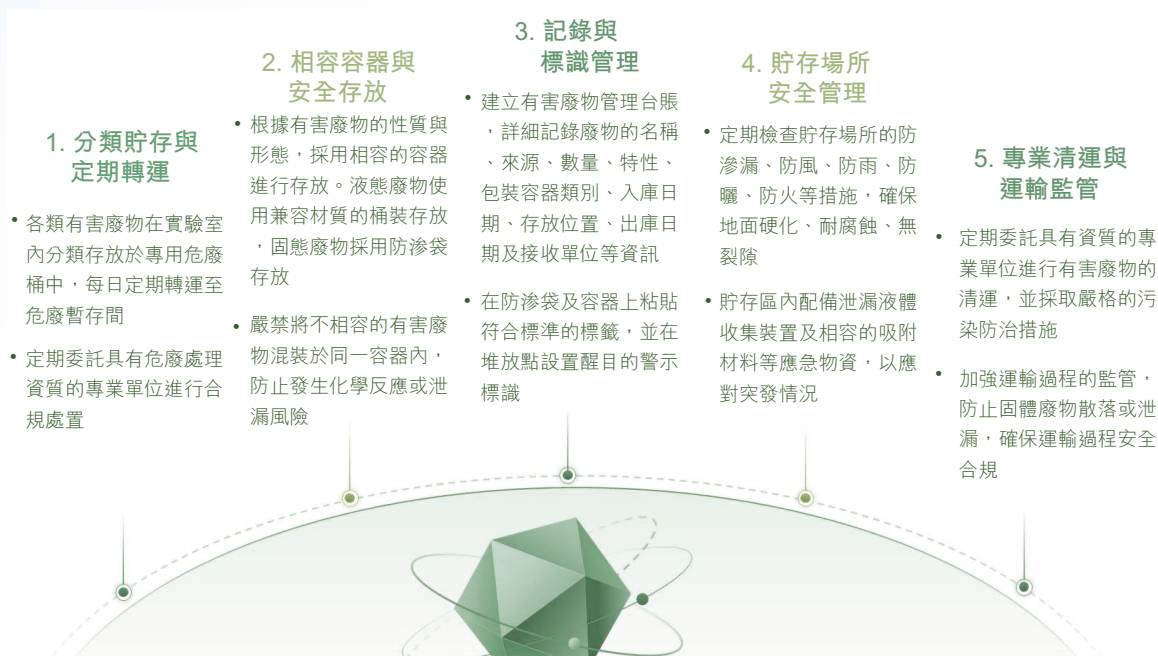 1. 分類貯存與
定期轉運
• 各類有害廢物在實驗室
內分類存放於專用危廢
桶中，每日定期轉運至
危廢暫存間
• 定期委託具有危廢處理
資質的專業單位進行合
規處置
2. 相容容器與
安全存放
• 根據有害廢物的性質與
形態，採用相容的容器
進行存放。液態廢物使
用兼容材質的桶裝存放
，固態廢物採用防滲袋
存放
• 嚴禁將不相容的有害廢
物混裝於同一容器內，
防止發生化學反應或泄
漏風險
3. 記錄與
標識管理
• 建立有害廢物管理台賬
，詳細記錄廢物的名稱
、來源、數量、特性、
包裝容器類別、入庫日
期、存放位置、出庫日
期及接收單位等資訊
• 在防滲袋及容器上粘貼
符合標準的標籤，並在
堆放點設置醒目的警示
標識
4. 貯存場所
安全管理
• 定期檢查貯存場所的防
滲漏、防風、防雨、防
曬、防火等措施，確保
地面硬化、耐腐蝕、無
裂隙
• 貯存區內配備泄漏液體
收集裝置及相容的吸附
材料等應急物資，以應
對突發情況
5. 專業清運與
運輸監管
• 定期委託具有資質的專
業單位進行有害廢物的
清運，並採取嚴格的污
染防治措施
• 加強運輸過程的監管，
防止固體廢物散落或泄
漏，確保運輸過程安全
合規